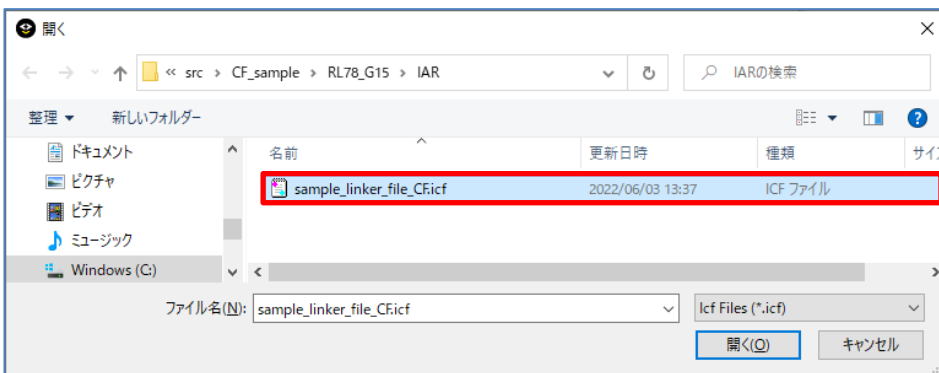 開く
« src › CF_sample › RL78_G15 › IAR
IARの検索
整理 新しいフォルダー
名前 更新日時 種類
ドキュメント
ピクチャ
ビデオ
ミュージック
Windows (C:)
sample_linker_file_CF.icf 2022/06/03 13:37 ICF ファイル
ファイル名(N): sample_linker_file_CF.icf Icf Files (*.icf)
開く(O) キャンセル